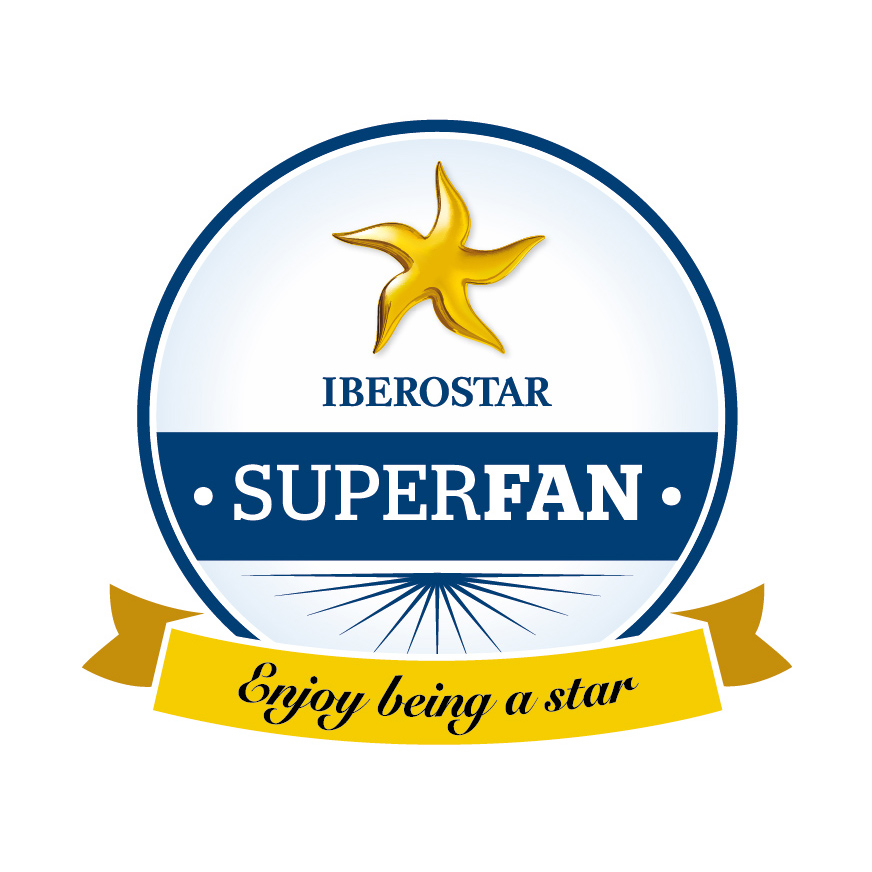 IBEROSTAR
• SUPERFAN •
Enjoy being a star